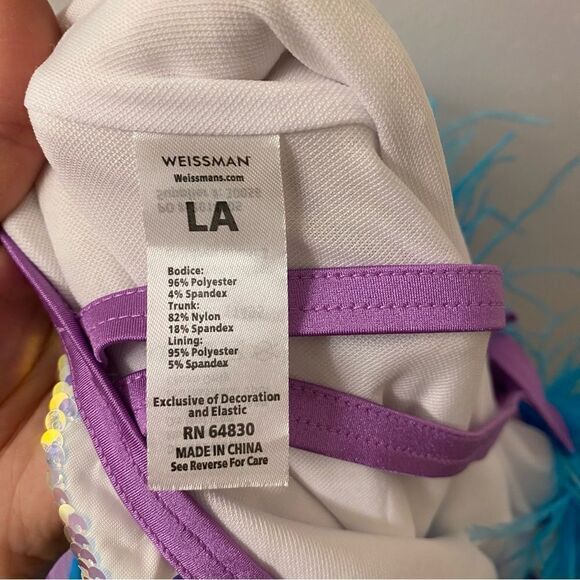 WEISSMAN
Weissmans.com
LA
Bodice:
96% Polyester
4% Spandex
Trunk:
82% Nylon
18% Spandex
Lining:
95% Polyester
5% Spandex
Exclusive of Decoration
and Elastic
RN 64830
MADE IN CHINA
See Reverse For Care